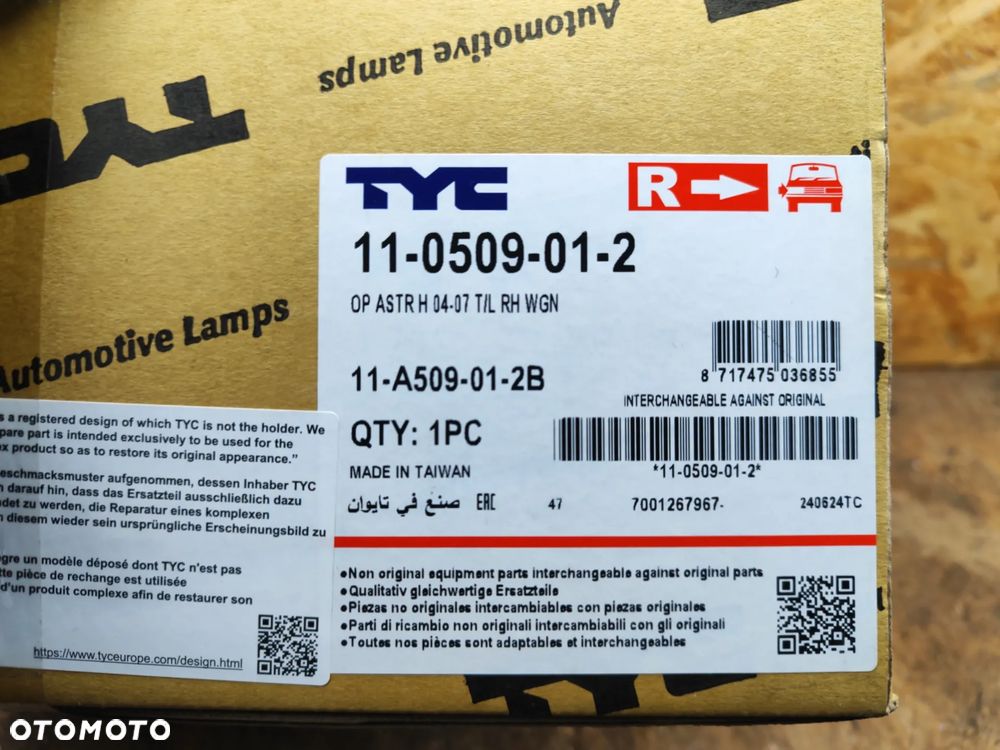 Automotive Lamps
TYC
Automotive Lamps
TYC
R
11-0509-01-2
OP ASTR H 04-07 T/L RH WGN
8 717475 036855
11-A509-01-2B
INTERCHANGEABLE AGAINST ORIGINAL
QTY: 1PC
*11-0509-01-2*
MADE IN TAIWAN
صنع في تايوان EAC 47 7001267967- 240624TC
•Non original equipment parts interchangeable against original parts
•Qualitativ gleichwertige Ersatzteile
•Piezas no originales intercambiables con piezas originales
•Parti di ricambio non originali intercambiabili con gli originali
•Toutes nos pièces sont adaptables et interchangeables
s a registered design of which TYC is not the holder. We
pare part is intended exclusively to be used for the
x product so as to restore its original appearance.”
eschmacksmuster aufgenommen, dessen Inhaber TYC
n darauf hin, dass das Ersatzteil ausschließlich dazu
ndet zu werden, die Reparatur eines komplexen
n diesem wieder sein ursprüngliche Erscheinungsbild zu
ègre un modèle déposé dont TYC n'est pas
tte pièce de rechange est utilisée
d'un produit complexe afin de restaurer son
https://www.tyceurope.com/design.html
TYC
OTOMOTO